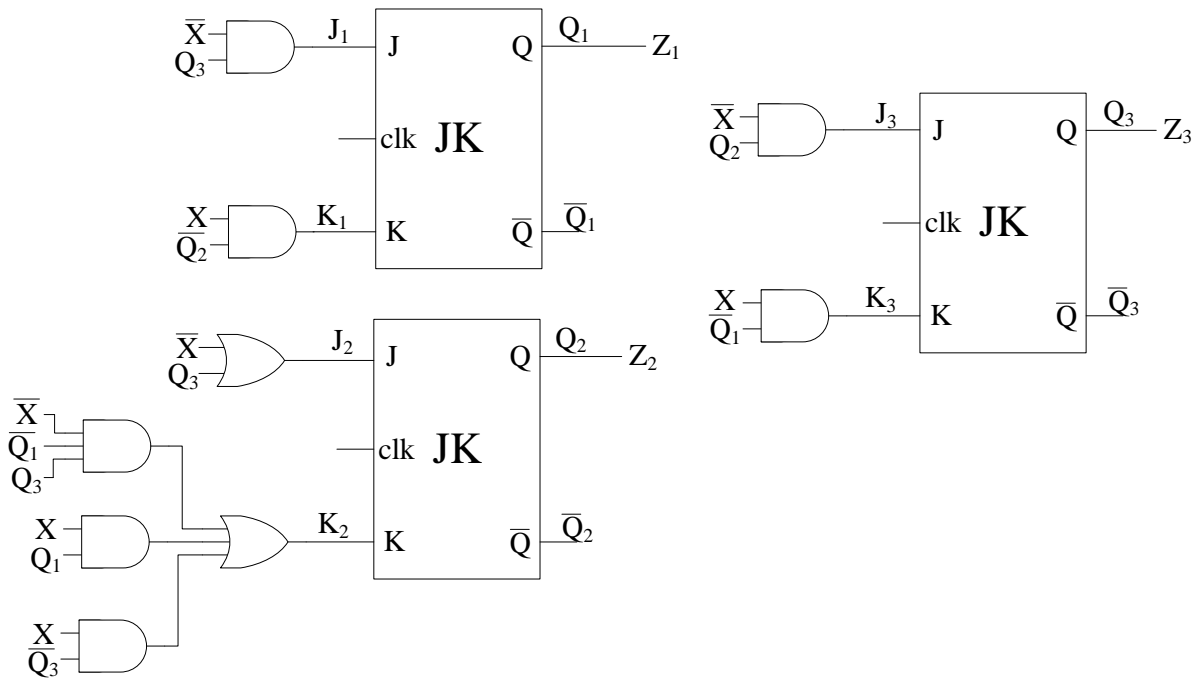 X̅
Q₃
J₁
J
Q
Q₁
Z₁
clk
JK
X
Q̅₂
K₁
K
Q̅
Q̅₁
X̅
Q₂
J₃
J
Q
Q₃
Z₃
clk
JK
X
Q̅₁
K₃
K
Q̅
Q̅₃
X̅
Q₃
J₂
J
Q
Q₂
Z₂
clk
JK
X̅
Q̅₁
Q₃
X
Q₁
X
Q̅₃
K₂
K
Q̅
Q̅₂